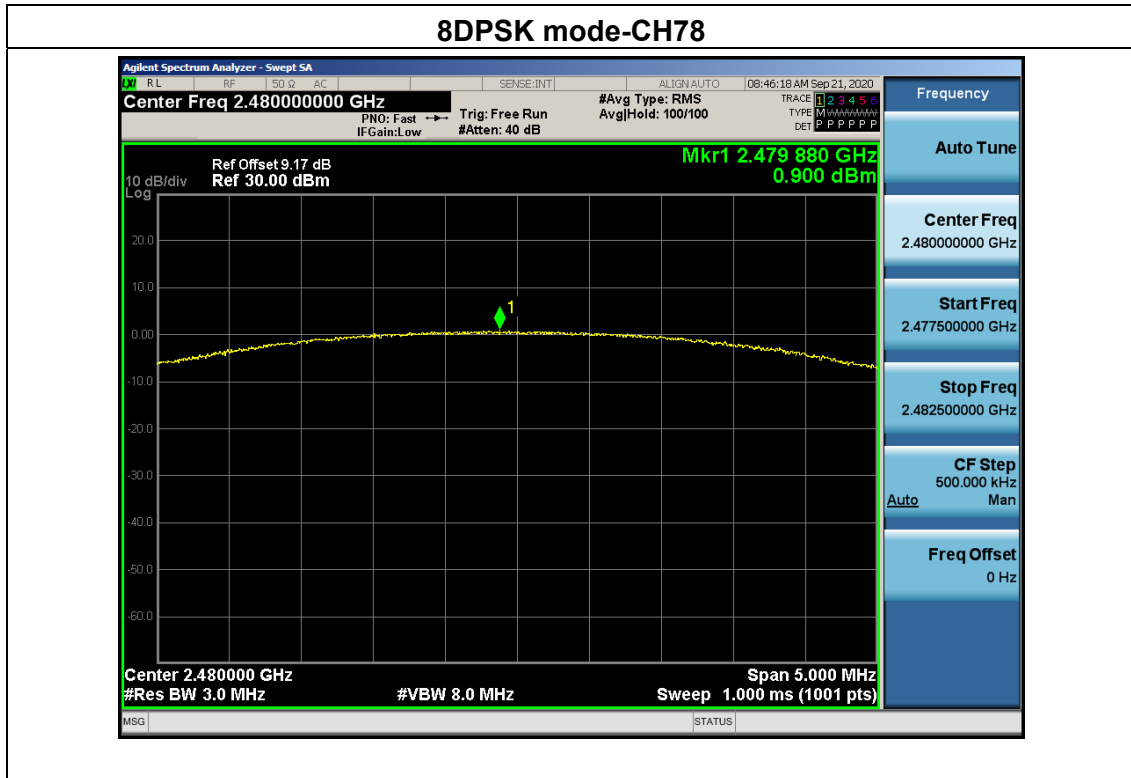 8DPSK mode-CH78
Agilent Spectrum Analyzer - Swept SA
LXI RL RF 50 Ω AC SENSE:INT ALIGN AUTO 08:46:18 AM Sep 21, 2020
Center Freq 2.480000000 GHz
PNO: Fast
IFGain:Low
Trig: Free Run
#Atten: 40 dB
#Avg Type: RMS
Avg|Hold: 100/100
TRACE 1 2 3 4 5 6
TYPE M
DET P P P P P P
Ref Offset 9.17 dB
10 dB/div Ref 30.00 dBm
Log
Mkr1 2.479 880 GHz
0.900 dBm
20.0
10.0
1
0.00
-10.0
-20.0
-30.0
-40.0
-50.0
-60.0
Center 2.480000 GHz Span 5.000 MHz
#Res BW 3.0 MHz #VBW 8.0 MHz Sweep 1.000 ms (1001 pts)
MSG STATUS
Frequency
Auto Tune
Center Freq
2.480000000 GHz
Start Freq
2.477500000 GHz
Stop Freq
2.482500000 GHz
CF Step
500.000 kHz
Auto Man
Freq Offset
0 Hz